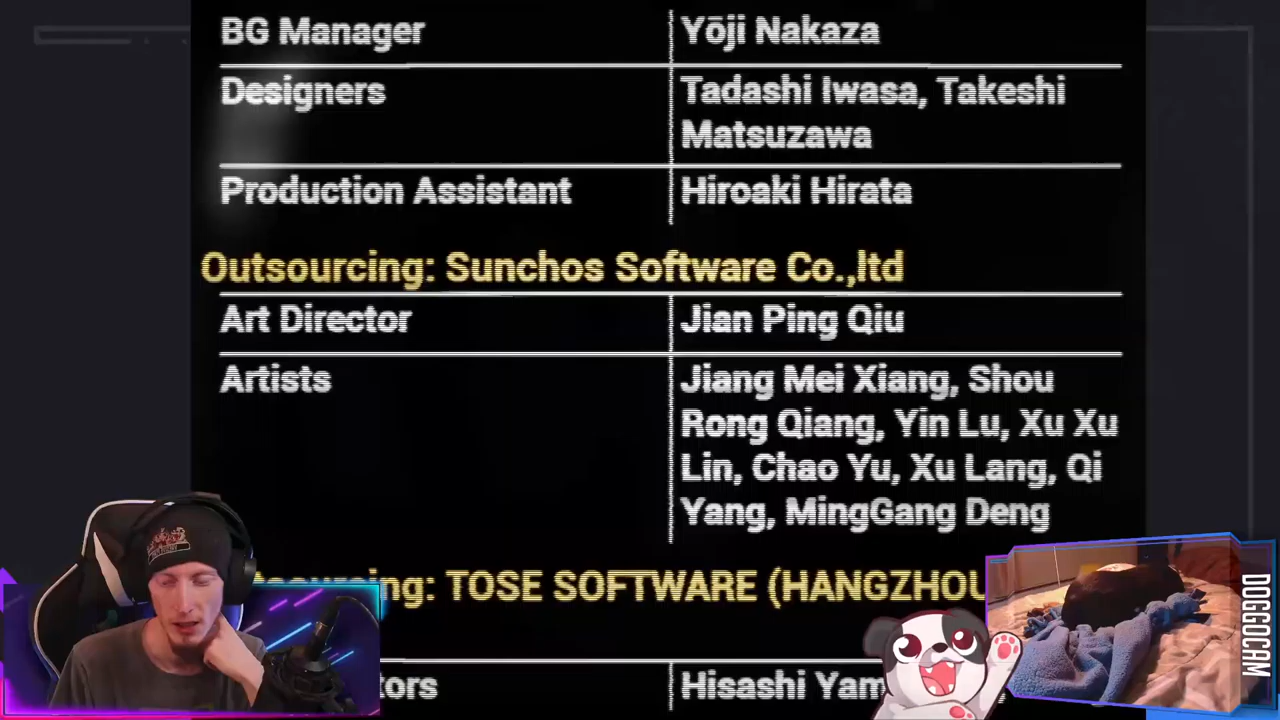 BG Manager
Yōji Nakaza
Designers
Tadashi Iwasa, Takeshi
Matsuzawa
Production Assistant
Hiroaki Hirata
Outsourcing: Sunchos Software Co.,ltd
Art Director
Jian Ping Qiu
Artists
Jiang Mei Xiang, Shou
Rong Qiang, Yin Lu, Xu Xu
Lin, Chao Yu, Xu Lang, Qi
Yang, MingGang Deng
TOSE SOFTWARE (HANGZHOU
Hisashi
DOGGOCAM